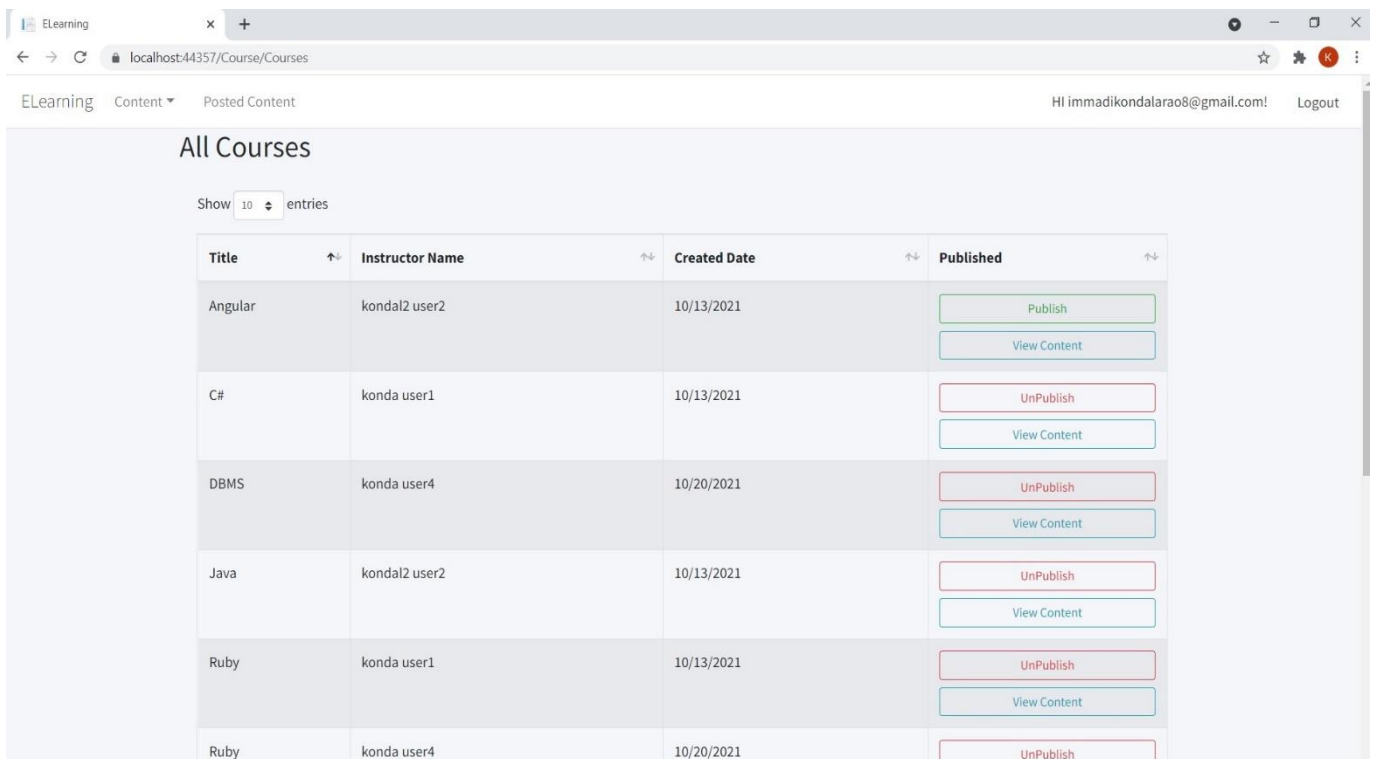 ELearning
localhost:44357/Course/Courses
K
ELearning Content Posted Content HI immadikondalarao8@gmail.com! Logout
All Courses
Show 10 entries
Title Instructor Name Created Date Published
Angular kondal2 user2 10/13/2021 Publish
View Content
C# konda user1 10/13/2021 UnPublish
View Content
DBMS konda user4 10/20/2021 UnPublish
View Content
Java kondal2 user2 10/13/2021 UnPublish
View Content
Ruby konda user1 10/13/2021 UnPublish
View Content
Ruby konda user4 10/20/2021 UnPublish